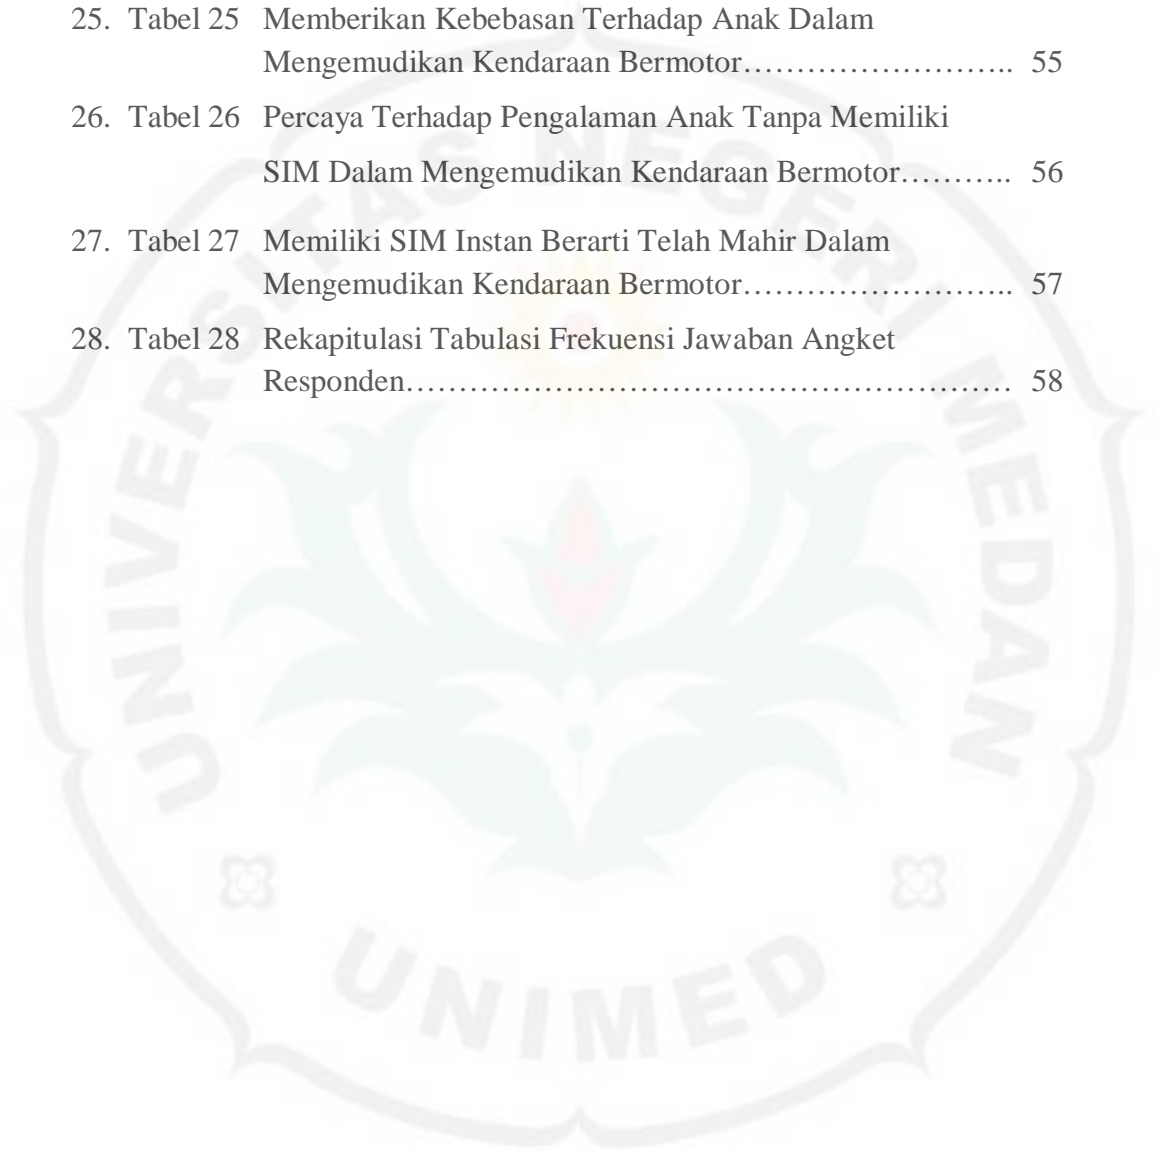 25. Tabel 25 Memberikan Kebebasan Terhadap Anak Dalam
Mengemudikan Kendaraan Bermotor…………………….. 55
26. Tabel 26 Percaya Terhadap Pengalaman Anak Tanpa Memiliki
SIM Dalam Mengemudikan Kendaraan Bermotor……….. 56
27. Tabel 27 Memiliki SIM Instan Berarti Telah Mahir Dalam
Mengemudikan Kendaraan Bermotor…………………….. 57
28. Tabel 28 Rekapitulasi Tabulasi Frekuensi Jawaban Angket
Responden………………………………………………… 58
UNIVERSITAS NEGERI MEDAN
UNIMED